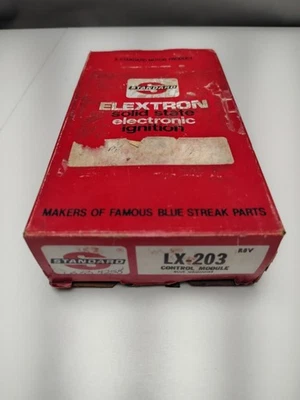 STANDARD
ELEXTRON
solid state
electronic
ignition
MAKERS OF FAMOUS BLUE STREAK PARTS
STANDARD
LX-203
CONTROL MODULE